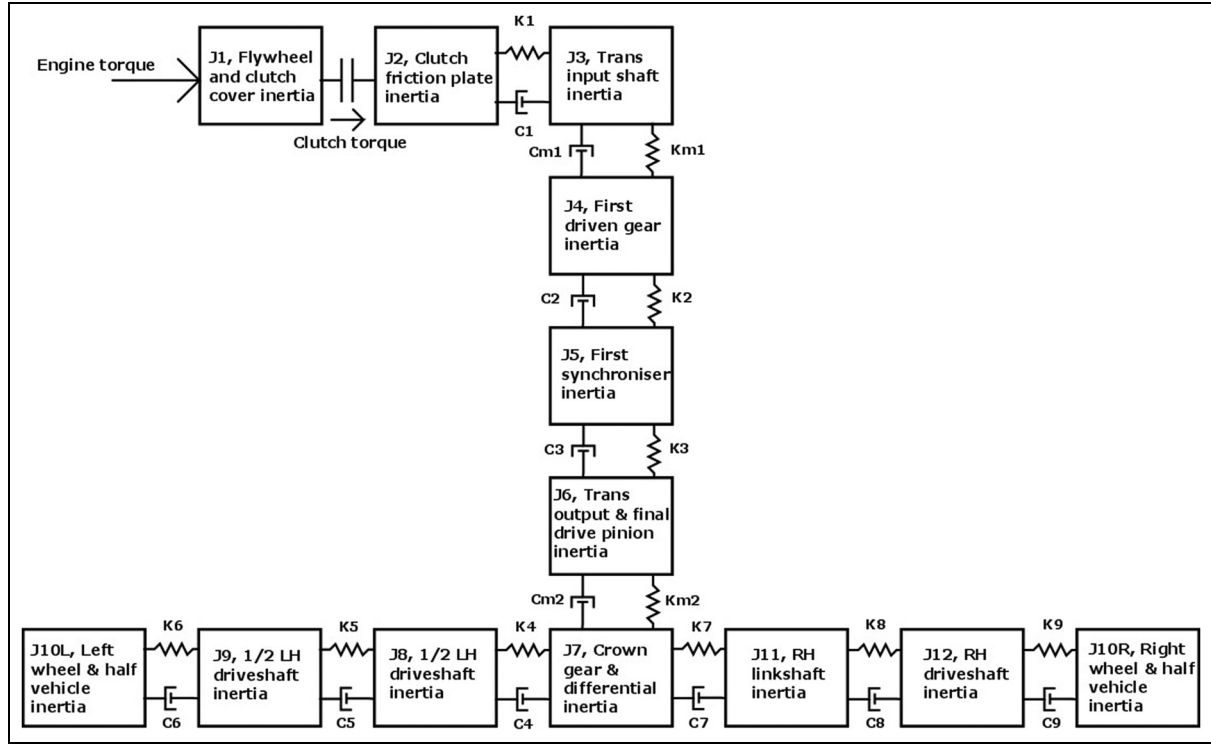 K1
Engine torque
J1, Flywheel
and clutch
cover inertia
J2, Clutch
friction plate
inertia
J3, Trans
input shaft
inertia
Clutch torque
C1
Cm1
Km1
J4, First
driven gear
inertia
C2
K2
J5, First
synchroniser
inertia
C3
K3
J6, Trans
output & final
drive pinion
inertia
Cm2
Km2
K6
K5
K4
K7
K8
K9
J10L, Left
wheel & half
vehicle
inertia
J9, 1/2 LH
driveshaft
inertia
J8, 1/2 LH
driveshaft
inertia
J7, Crown
gear &
differential
inertia
J11, RH
linkshaft
inertia
J12, RH
driveshaft
inertia
J10R, Right
wheel & half
vehicle
inertia
C6
C5
C4
C7
C8
C9